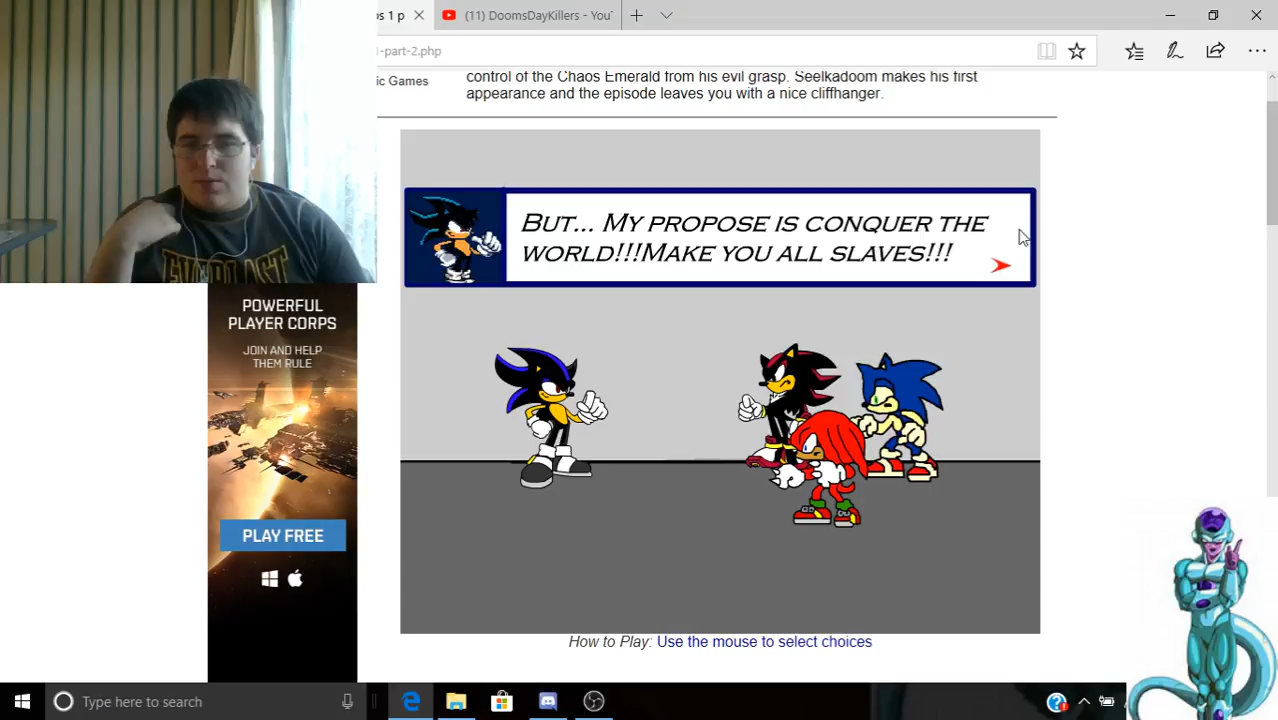 os 1 p
(11) DoomsDayKillers - You
1-part-2.php
ic Games
control of the Chaos Emerald from his evil grasp. Seelkadoom makes his first
appearance and the episode leaves you with a nice cliffhanger.
BUT... MY PROPOSE IS CONQUER THE
WORLD!!!MAKE YOU ALL SLAVES!!!
EVERLAST
POWERFUL
PLAYER CORPS
JOIN AND HELP
THEM RULE
PLAY FREE
How to Play: Use the mouse to select choices
Type here to search